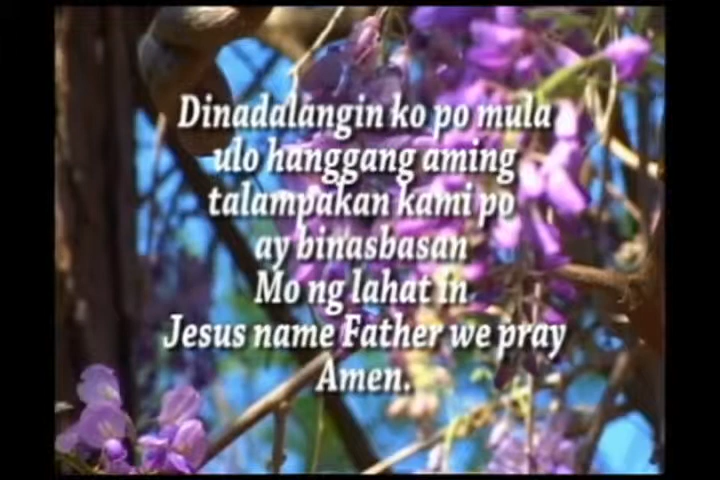 Dinadalangin ko po mula
ulo hanggang aming
talampakan kami po
ay binasbasan
Mo ng lahat in
Jesus name Father we pray
Amen.